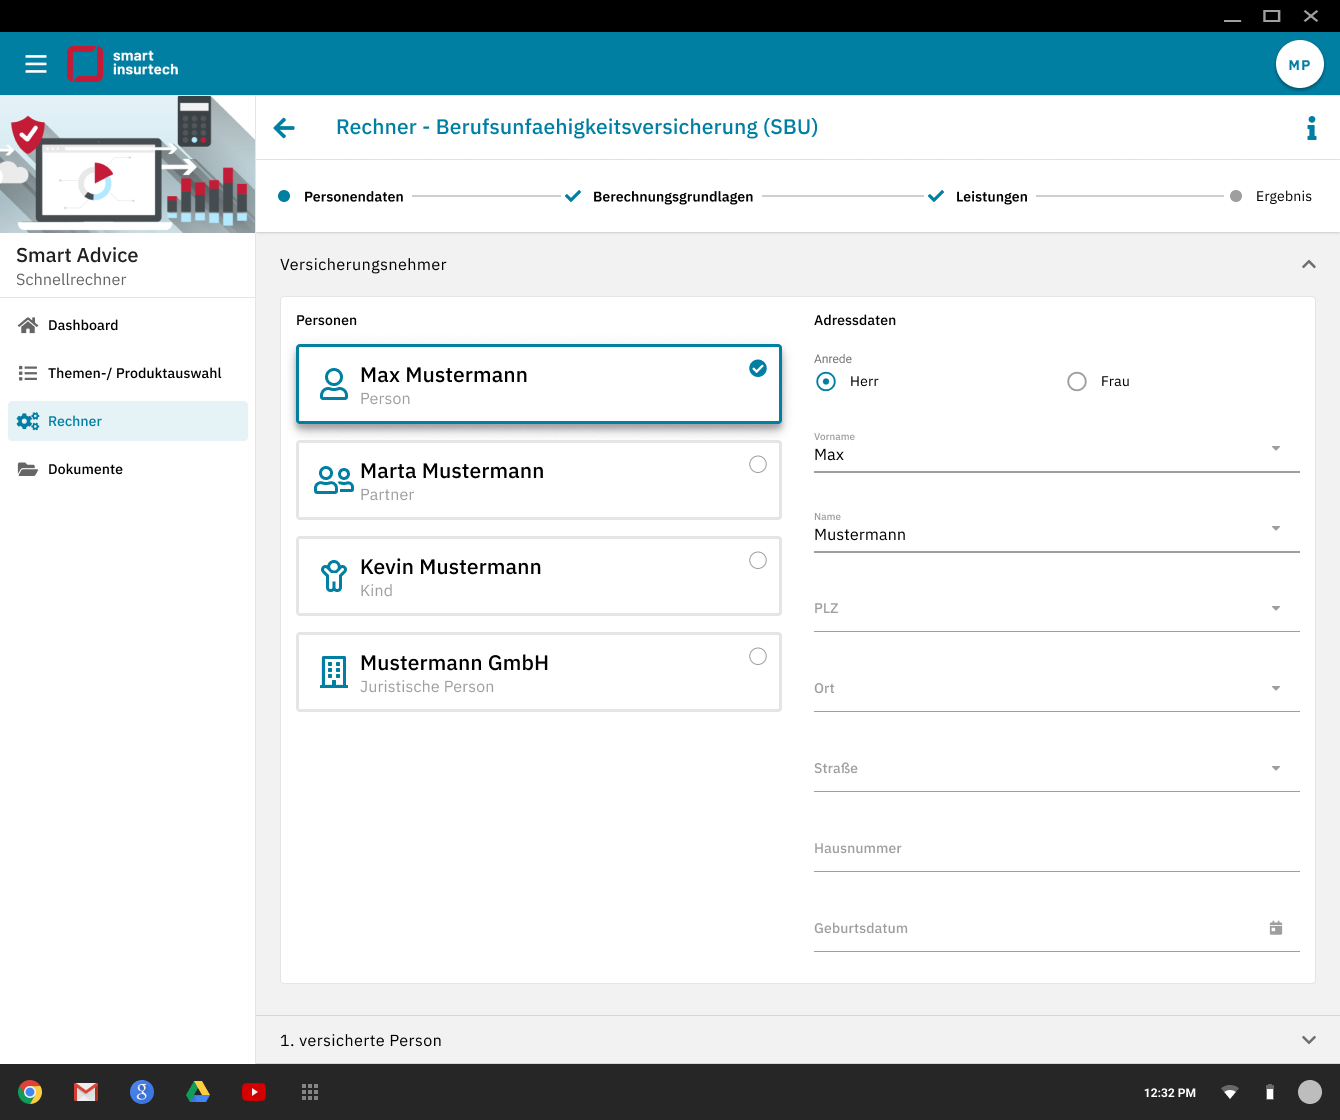 smart
insurtech
MP
Rechner - Berufsunfaehigkeitsversicherung (SBU)
Personendaten
Berechnungsgrundlagen
Leistungen
Ergebnis
Smart Advice
Schnellrechner
Dashboard
Themen-/ Produktauswahl
Rechner
Dokumente
Versicherungsnehmer
Personen
Max Mustermann
Person
Marta Mustermann
Partner
Kevin Mustermann
Kind
Mustermann GmbH
Juristische Person
Adressdaten
Anrede
Herr
Frau
Vorname
Max
Name
Mustermann
PLZ
Ort
Straße
Hausnummer
Geburtsdatum
1. versicherte Person
12:32 PM